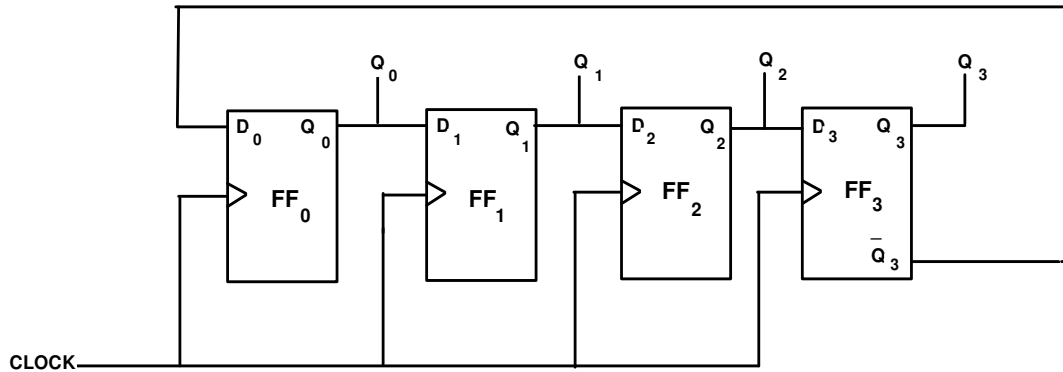 Q0 Q1 Q2 Q3
D0 Q0 D1 Q1 D2 Q2 D3 Q3
FF0 FF1 FF2 FF3
Q̅3
CLOCK